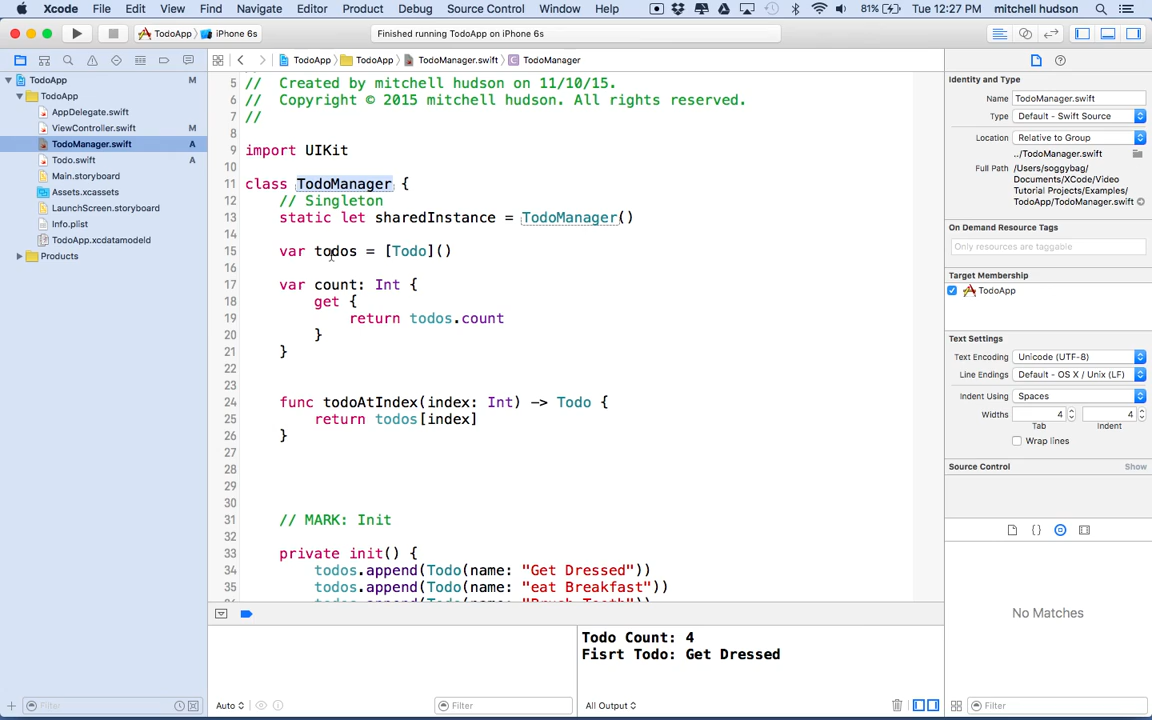 Xcode File Edit View Find Navigate Editor Product Debug Source Control Window Help 81% Tue 12:27 PM mitchell hudson
TodoApp iPhone 6s Finished running TodoApp on iPhone 6s
TodoApp TodoApp TodoManager.swift TodoManager
TodoApp M
TodoApp
AppDelegate.swift
ViewController.swift M
TodoManager.swift A
Todo.swift A
Main.storyboard
Assets.xcassets
LaunchScreen.storyboard
Info.plist
TodoApp.xcdatamodeld
Products
Filter
5 // Created by mitchell hudson on 11/10/15.
6 // Copyright © 2015 mitchell hudson. All rights reserved.
7 //
8
9 import UIKit
10
11 class TodoManager {
12 // Singleton
13 static let sharedInstance = TodoManager()
14
15 var todos = [Todo]()
16
17 var count: Int {
18 get {
19 return todos.count
20 }
21 }
22
23
24 func todoAtIndex(index: Int) -> Todo {
25 return todos[index]
26 }
27
28
29
30
31 // MARK: Init
32
33 private init() {
34 todos.append(Todo(name: "Get Dressed"))
35 todos.append(Todo(name: "eat Breakfast"))
Auto Filter
Todo Count: 4
Fisrt Todo: Get Dressed
All Output
Identity and Type
Name TodoManager.swift
Type Default - Swift Source
Location Relative to Group
../TodoManager.swift
Full Path /Users/soggybag/
Documents/XCode/Video
Tutorial Projects/Examples/
TodoApp/TodoManager.swift
On Demand Resource Tags
Only resources are taggable
Target Membership
TodoApp
Text Settings
Text Encoding Unicode (UTF-8)
Line Endings Default - OS X / Unix (LF)
Indent Using Spaces
Widths 4 4
Tab Indent
Wrap lines
Source Control Show
No Matches
Filter